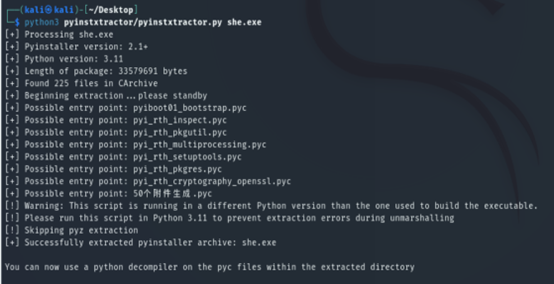 (kali㉿kali)-[~/Desktop]
$ python3 pyinstxtractor/pyinstxtractor.py she.exe
[+] Processing she.exe
[+] Pyinstaller version: 2.1+
[+] Python version: 3.11
[+] Length of package: 33579691 bytes
[+] Found 225 files in CArchive
[+] Beginning extraction...please standby
[+] Possible entry point: pyiboot01_bootstrap.pyc
[+] Possible entry point: pyi_rth_inspect.pyc
[+] Possible entry point: pyi_rth_pkgutil.pyc
[+] Possible entry point: pyi_rth_multiprocessing.pyc
[+] Possible entry point: pyi_rth_setuptools.pyc
[+] Possible entry point: pyi_rth_pkgres.pyc
[+] Possible entry point: pyi_rth_cryptography_openssl.pyc
[+] Possible entry point: 50个附件生成.pyc
[!] Warning: This script is running in a different Python version than the one used to build the executable.
[!] Please run this script in Python 3.11 to prevent extraction errors during unmarshalling
[!] Skipping pyz extraction
[+] Successfully extracted pyinstaller archive: she.exe
You can now use a python decompiler on the pyc files within the extracted directory